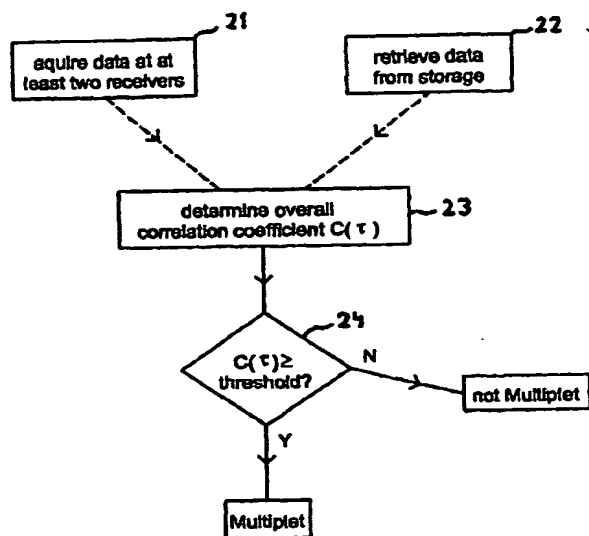 21
22
aquire data at at
least two receivers
retrieve data
from storage
determine overall
correlation coefficient C(τ)
23
24
C(τ)≥
threshold?
N
not Multiplet
Y
Multiplet